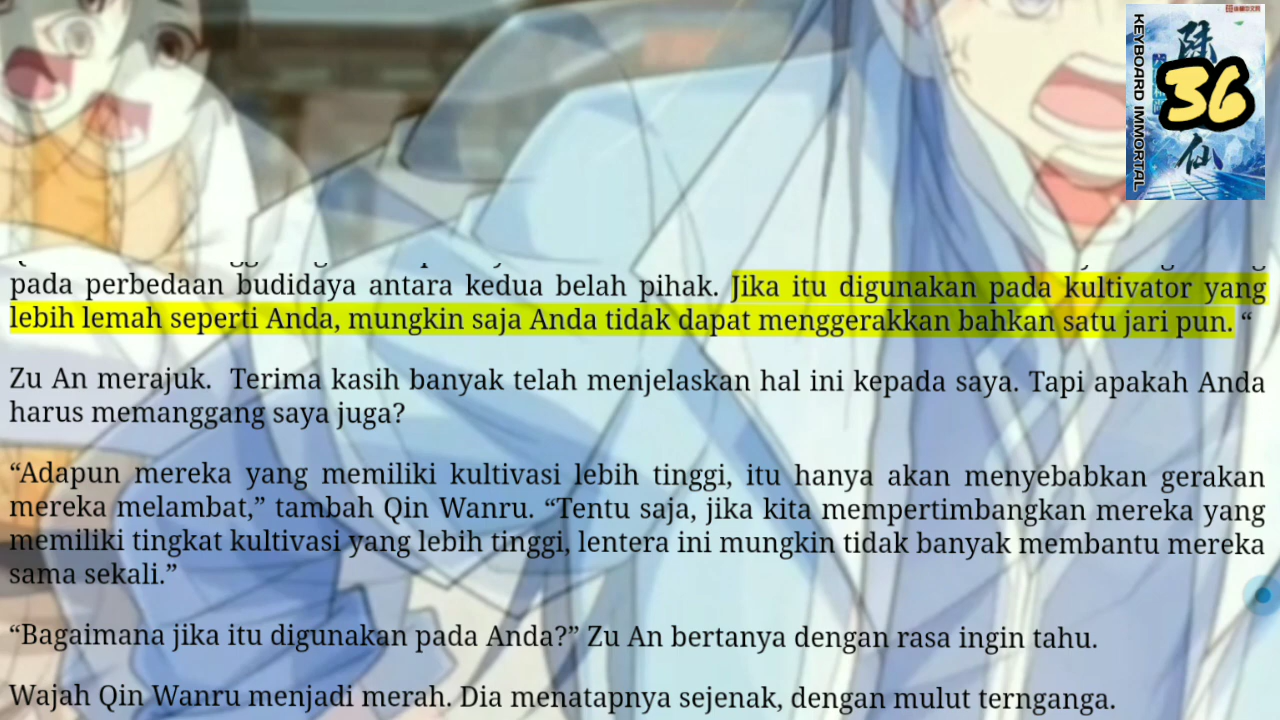 KEYBOARD IMMORTAL
36
仙
pada perbedaan budidaya antara kedua belah pihak. Jika itu digunakan pada kultivator yang
lebih lemah seperti Anda, mungkin saja Anda tidak dapat menggerakkan bahkan satu jari pun. “
Zu An merajuk. Terima kasih banyak telah menjelaskan hal ini kepada saya. Tapi apakah Anda
harus memanggang saya juga?
“Adapun mereka yang memiliki kultivasi lebih tinggi, itu hanya akan menyebabkan gerakan
mereka melambat,” tambah Qin Wanru. “Tentu saja, jika kita mempertimbangkan mereka yang
memiliki tingkat kultivasi yang lebih tinggi, lentera ini mungkin tidak banyak membantu mereka
sama sekali.”
“Bagaimana jika itu digunakan pada Anda?” Zu An bertanya dengan rasa ingin tahu.
Wajah Qin Wanru menjadi merah. Dia menatapnya sejenak, dengan mulut ternganga.